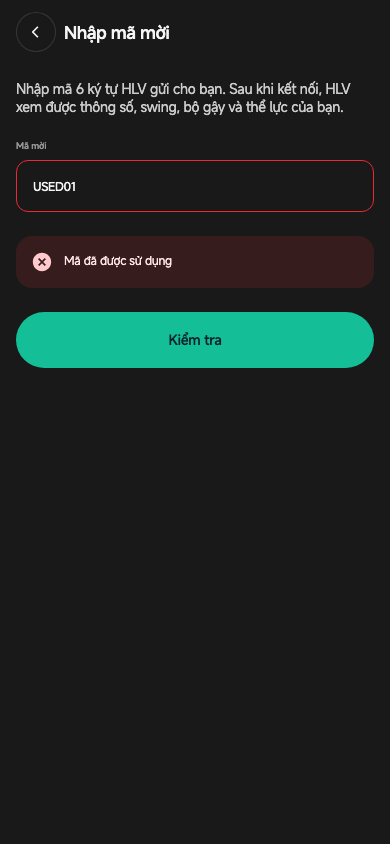 Nhập mã mời
Nhập mã 6 ký tự HLV gửi cho bạn. Sau khi kết nối, HLV
xem được thông số, swing, bộ gậy và thể lực của bạn.
Mã mời
USED01
Mã đã được sử dụng
Kiểm tra